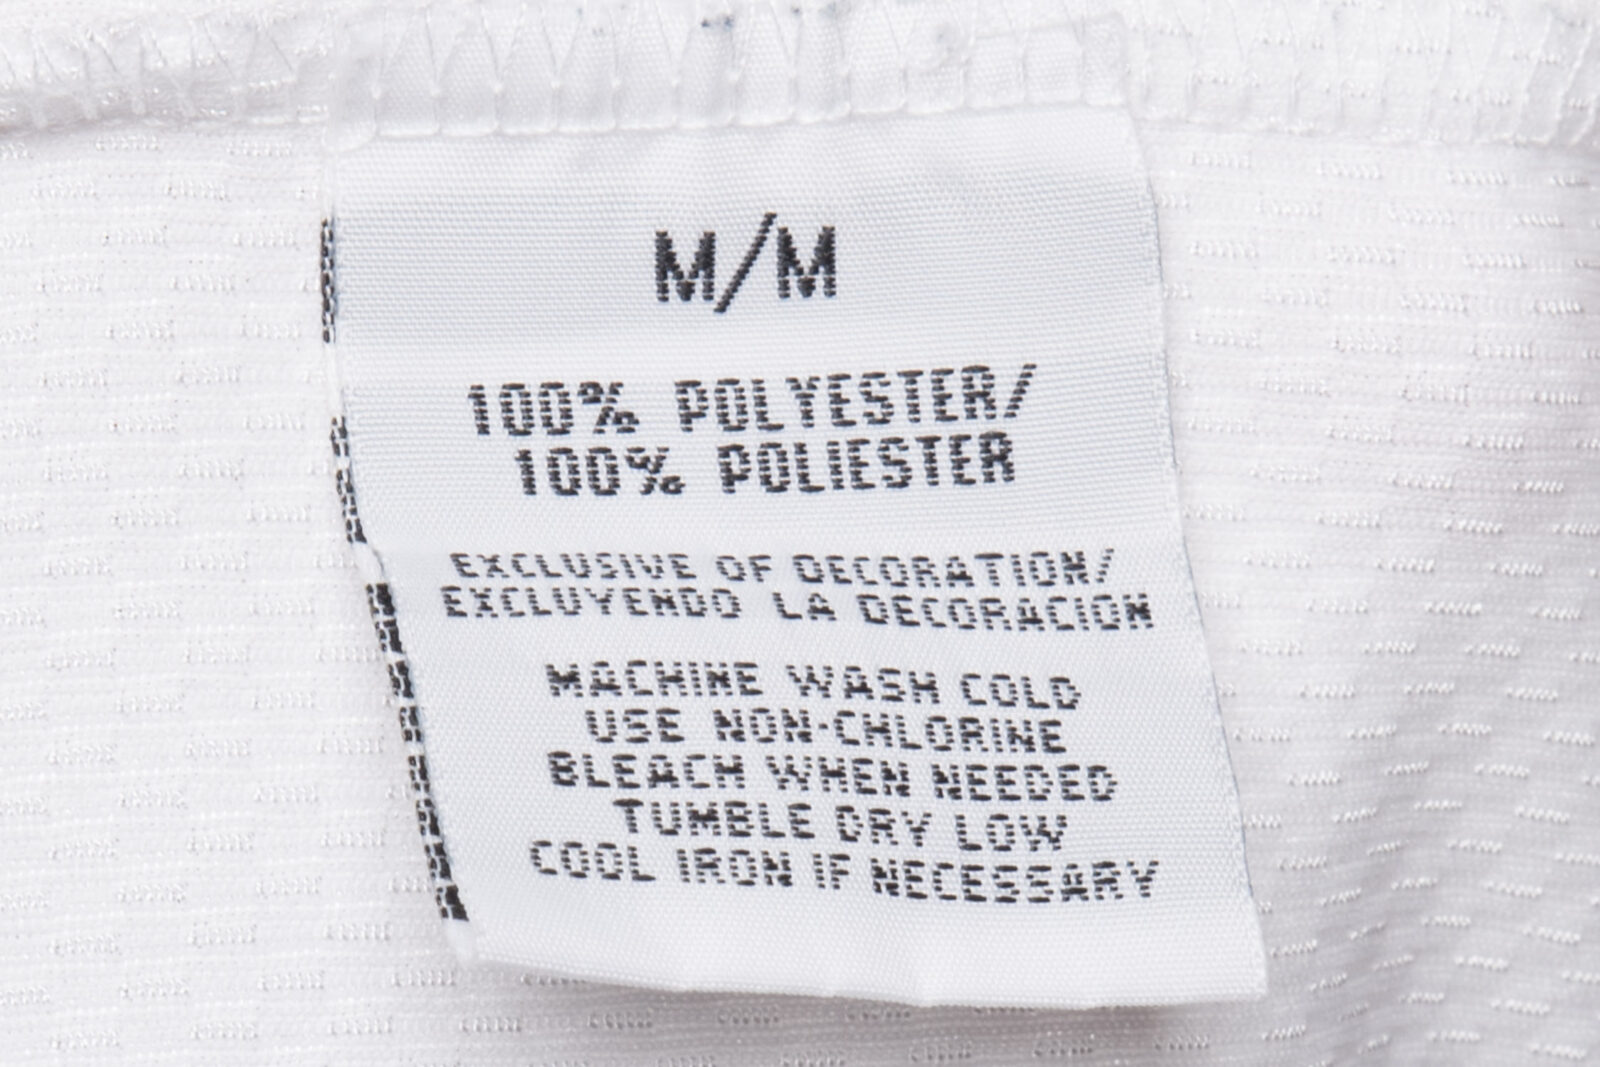 M/M
100% POLYESTER/
100% POLIESTER
EXCLUSIVE OF DECORATION/
EXCLUYENDO LA DECORACION
MACHINE WASH COLD
USE NON-CHLORINE
BLEACH WHEN NEEDED
TUMBLE DRY LOW
COOL IRON IF NECESSARY